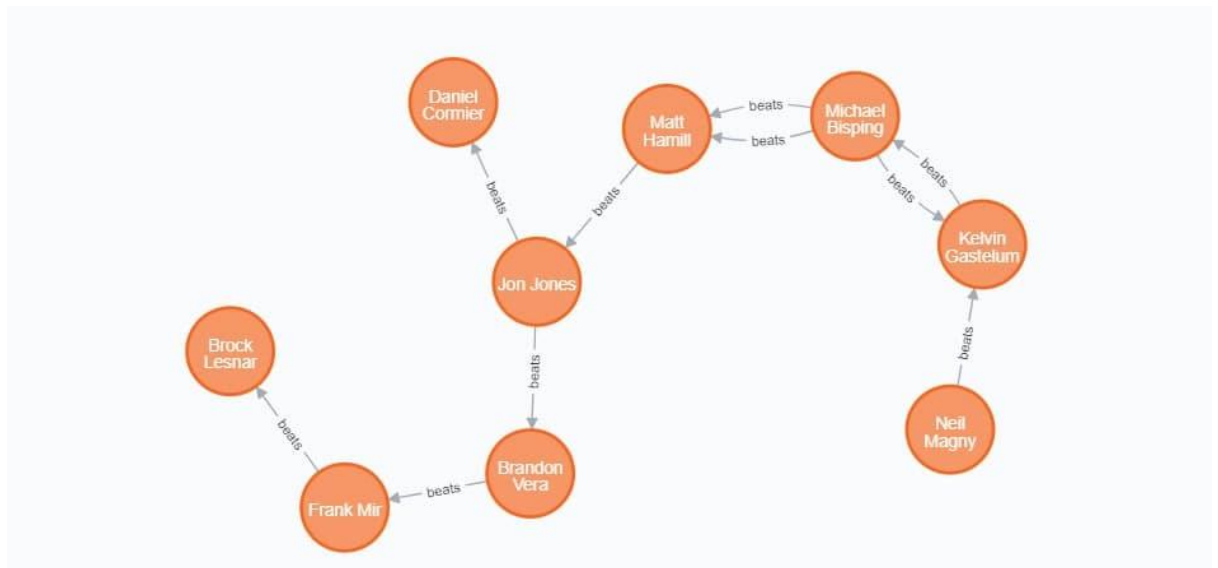 Daniel
Cormier
Matt
Hamill
beats
beats
Michael
Bisping
beats
beats
beats
beats
Kelvin
Gastelum
Jon Jones
beats
beats
Brock
Lesnar
beats
Neil
Magny
Brandon
Vera
beats
Frank Mir